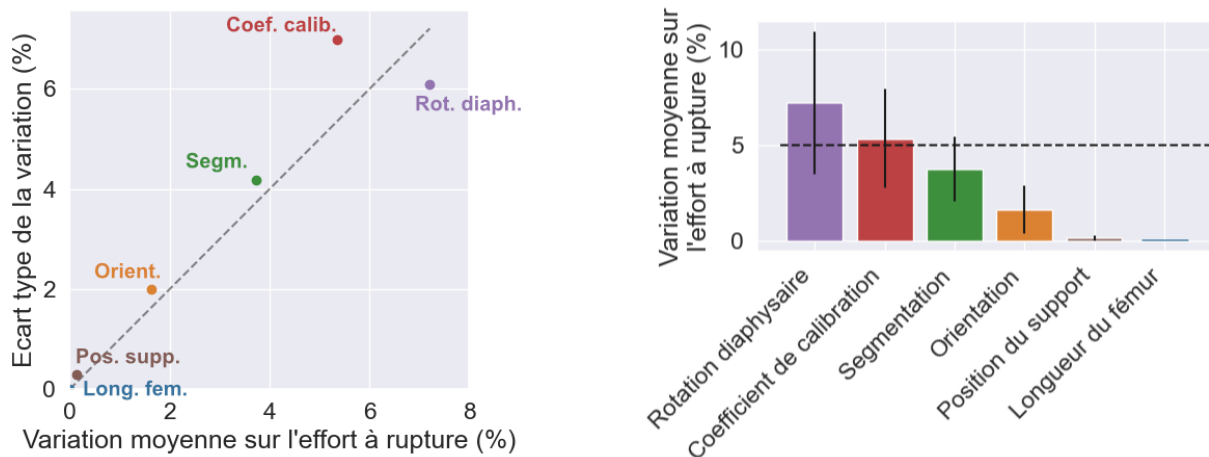 Ecart type de la variation (%)
6
4
2
0
Coef. calib.
Rot. diaph.
Segm.
Orient.
Pos. supp.
Long. fem.
0 2 4 6 8
Variation moyenne sur l'effort à rupture (%)
Variation moyenne sur
l'effort à rupture (%)
10
5
0
Rotation diaphysaire
Coefficient de calibration
Segmentation
Orientation
Position du support
Longueur du fémur